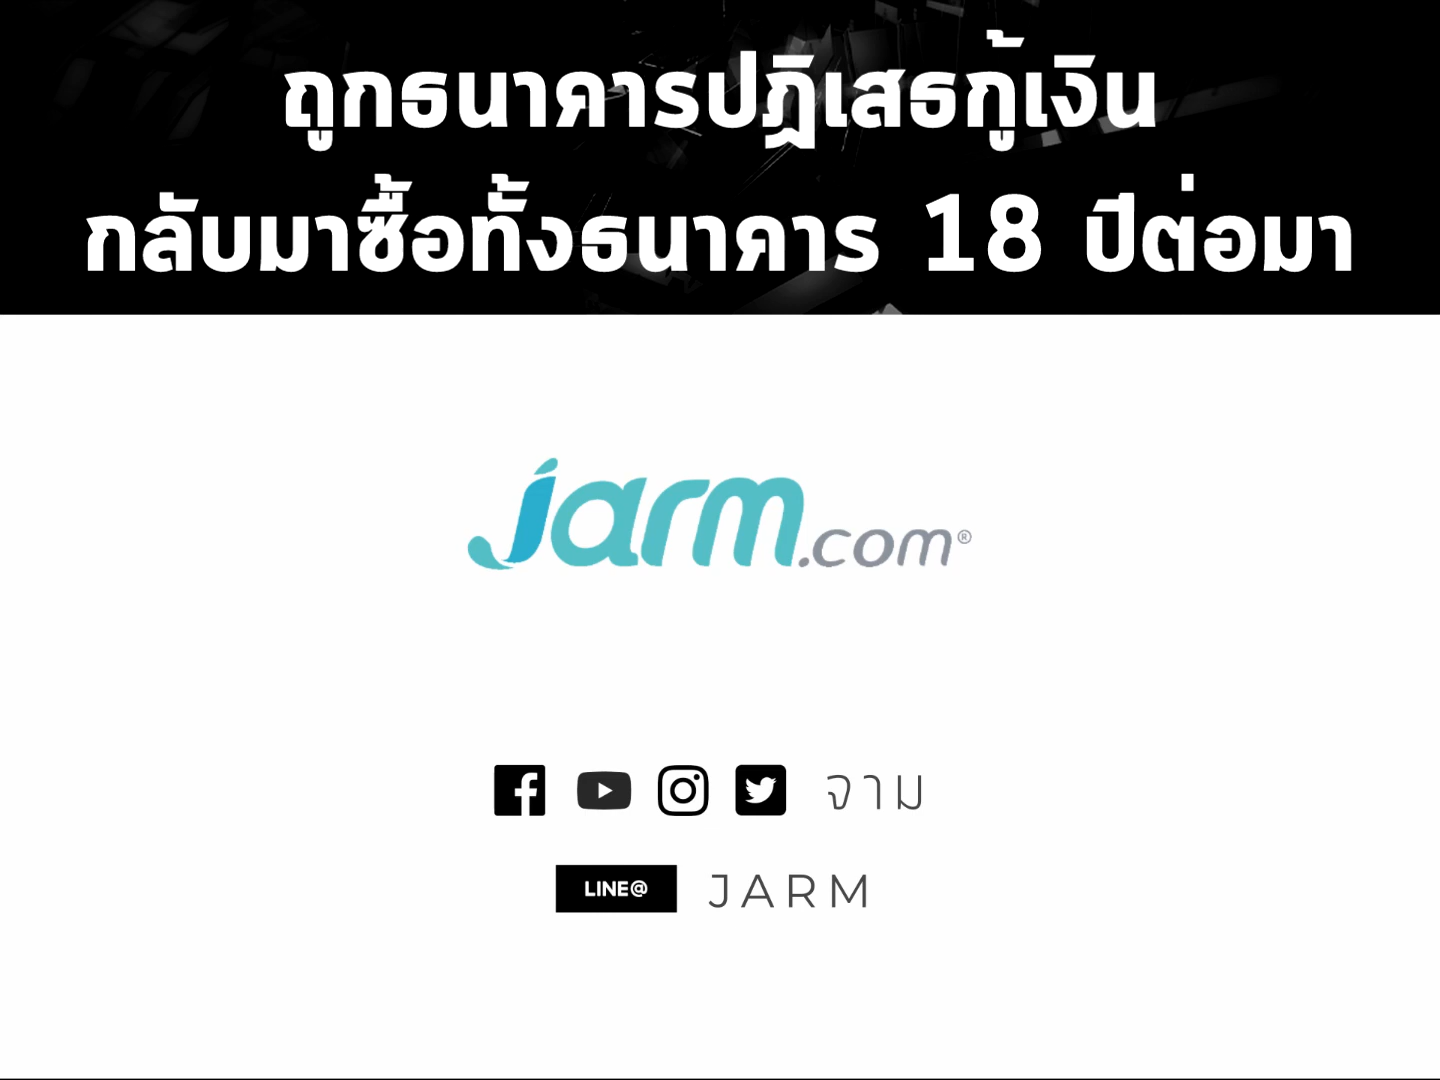 ถูกธนาคารปฏิเสธกู้เงิน
กลับมาซื้อทั้งธนาคาร 18 ปีต่อมา
jarm.com®
จาม
LINE@ JARM